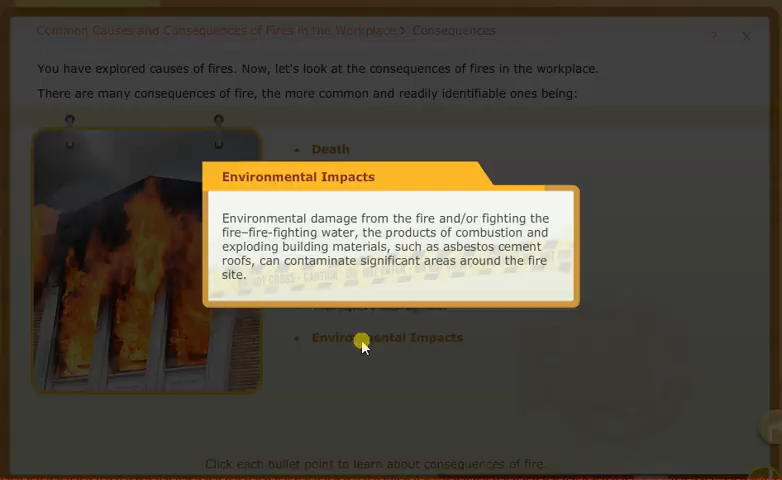 Common Causes and Consequences of Fires in the Workplace > Consequences
? X
You have explored causes of fires. Now, let's look at the consequences of fires in the workplace.
There are many consequences of fire, the more common and readily identifiable ones being:
• Death
Environmental Impacts
Environmental damage from the fire and/or fighting the
fire–fire-fighting water, the products of combustion and
exploding building materials, such as asbestos cement
roofs, can contaminate significant areas around the fire
site.
• Environmental Impacts
Click each bullet point to learn about consequences of fire.